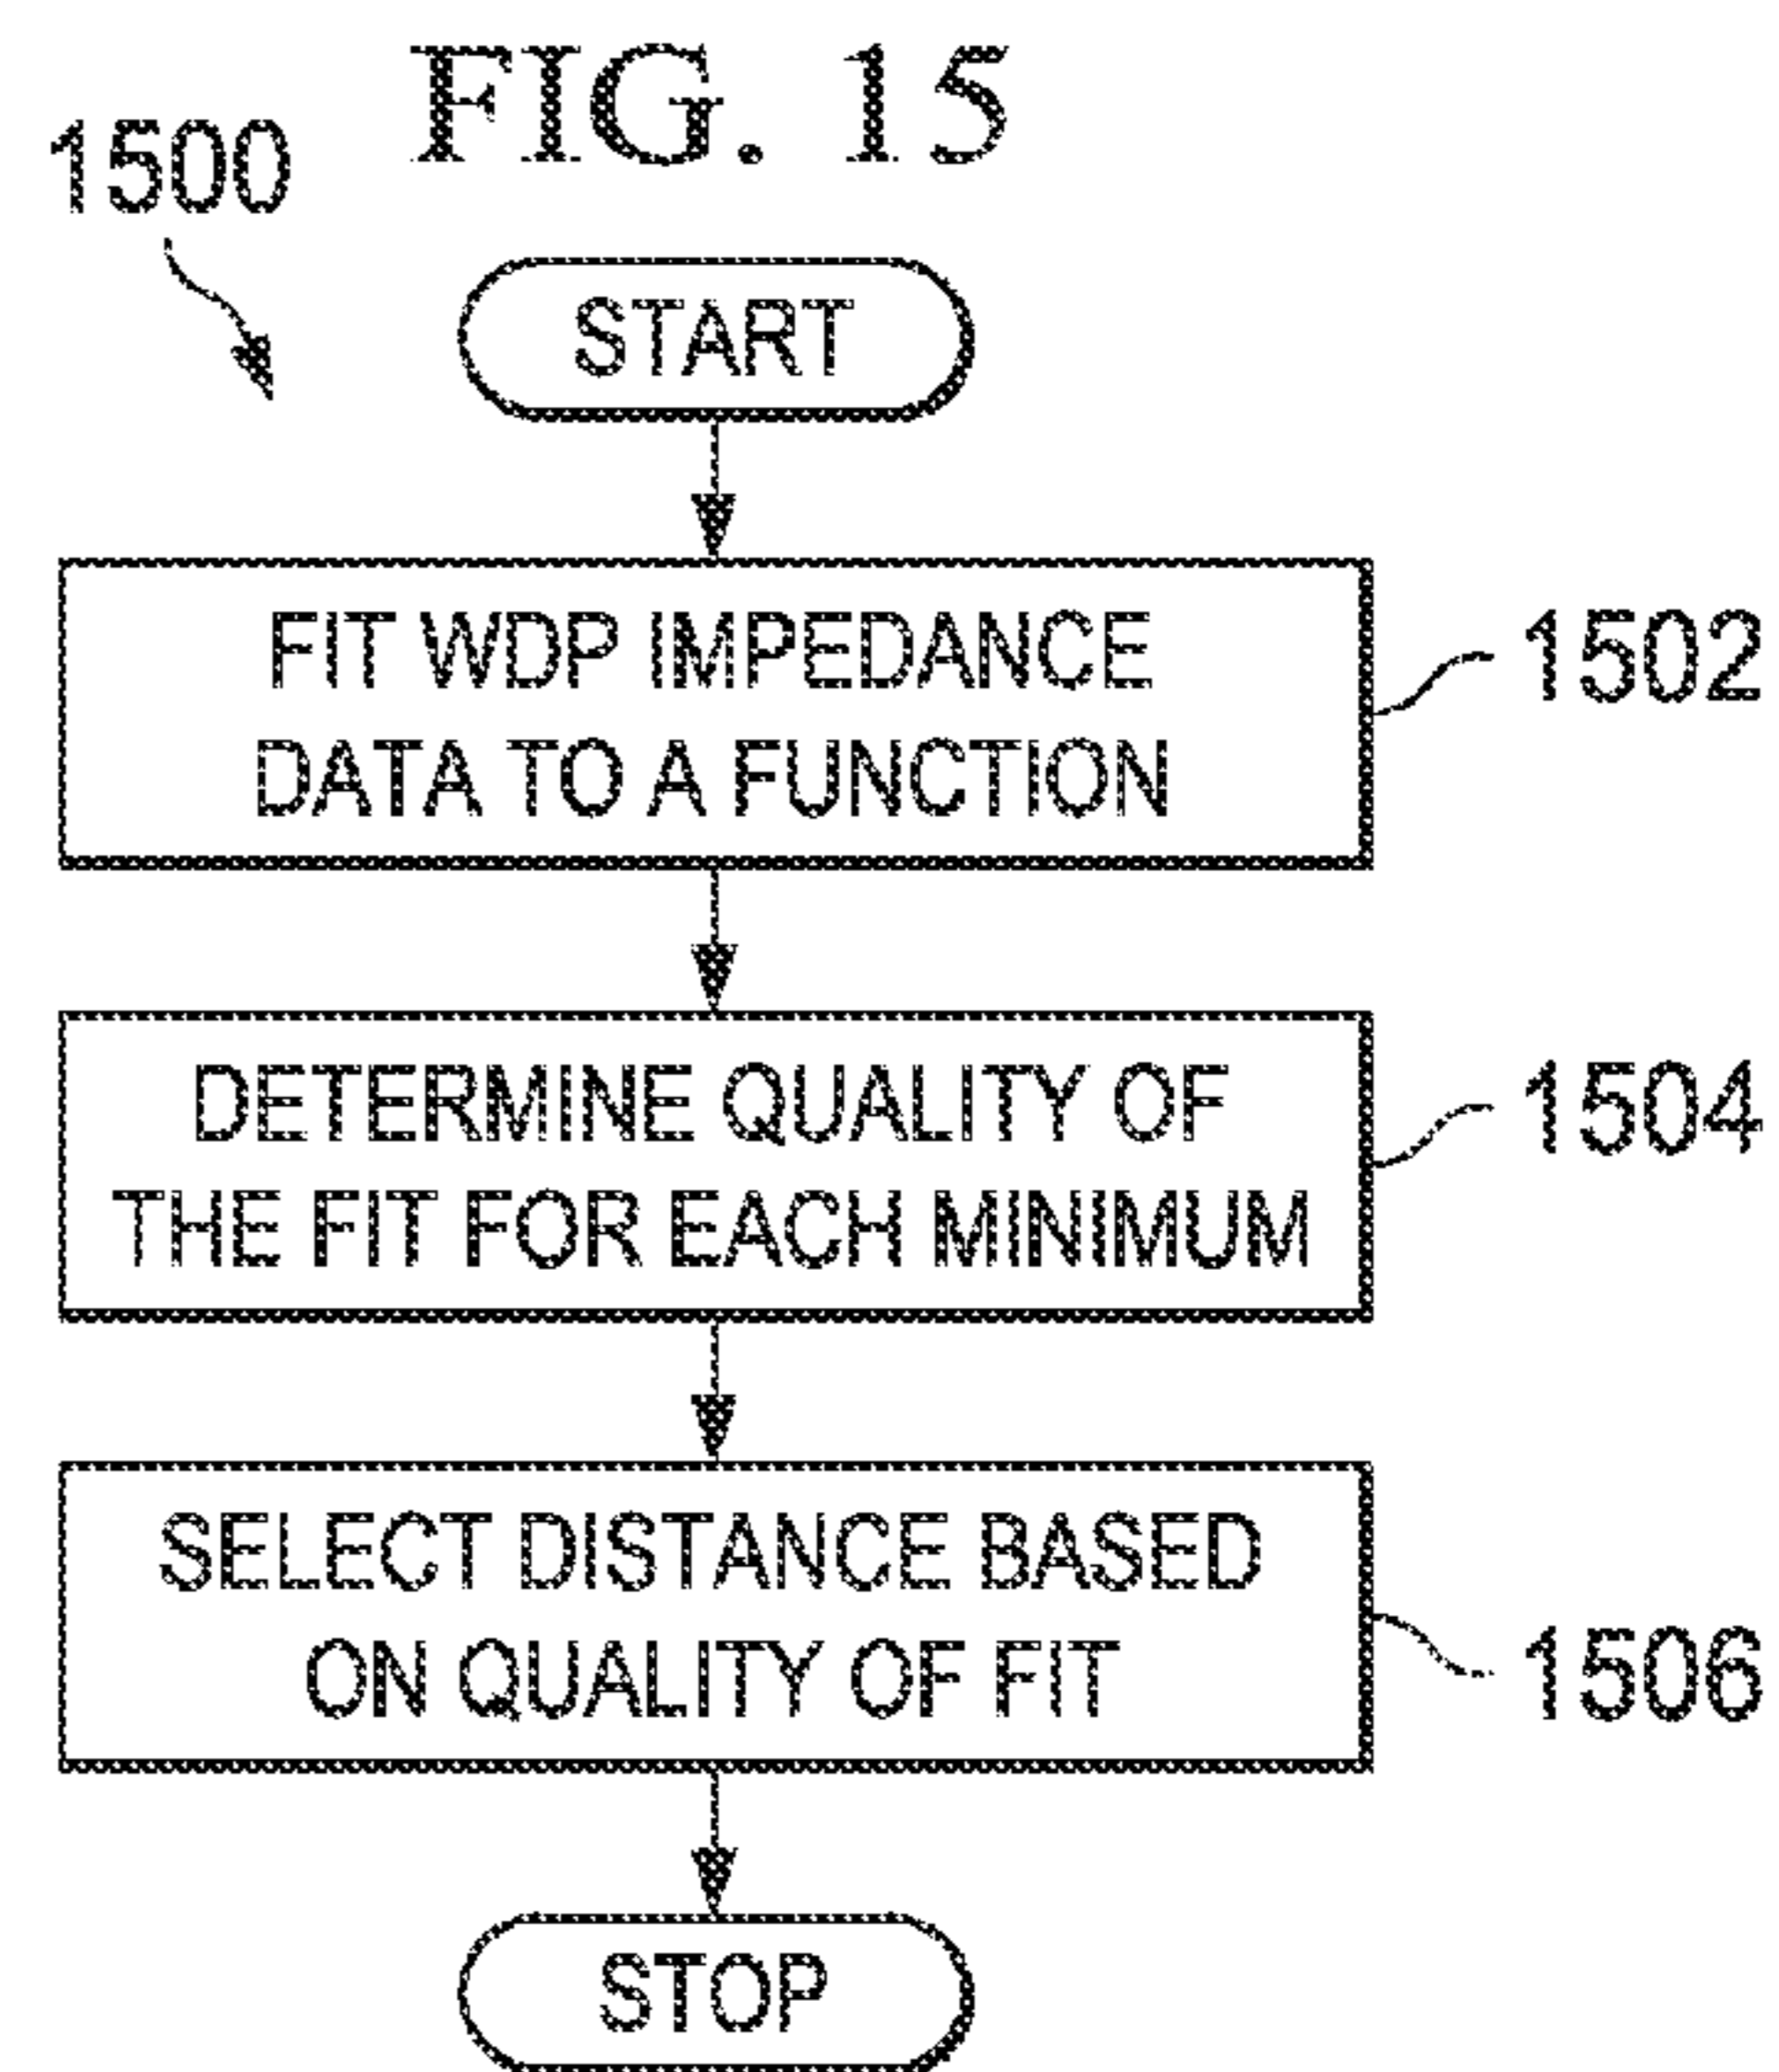 FIG. 15
1500
START
FIT WDP IMPEDANCE
DATA TO A FUNCTION
1502
DETERMINE QUALITY OF
THE FIT FOR EACH MINIMUM
1504
SELECT DISTANCE BASED
ON QUALITY OF FIT
1506
STOP